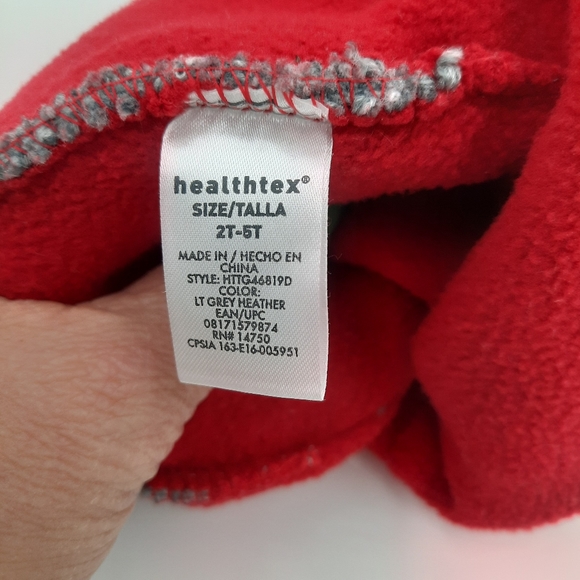 healthtex®
SIZE/TALLA
2T-5T
MADE IN / HECHO EN
CHINA
STYLE: HTTG46819D
COLOR:
LT GREY HEATHER
EAN/UPC
08171579874
RN# 14750
CPSIA 163-E16-005951